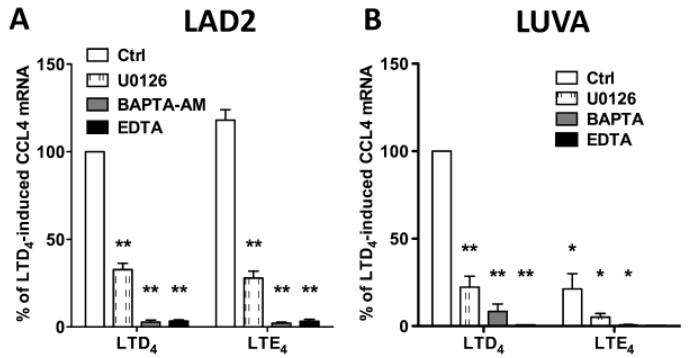 A
LAD2
% of LTD4-induced CCL4 mRNA
150
100
50
0
Ctrl
U0126
BAPTA-AM
EDTA
**
**
**
**
**
**
LTD4
LTE4
B
LUVA
% of LTD4-induced CCL4 mRNA
150
100
50
0
Ctrl
U0126
BAPTA
EDTA
**
**
**
*
*
*
LTD4
LTE4